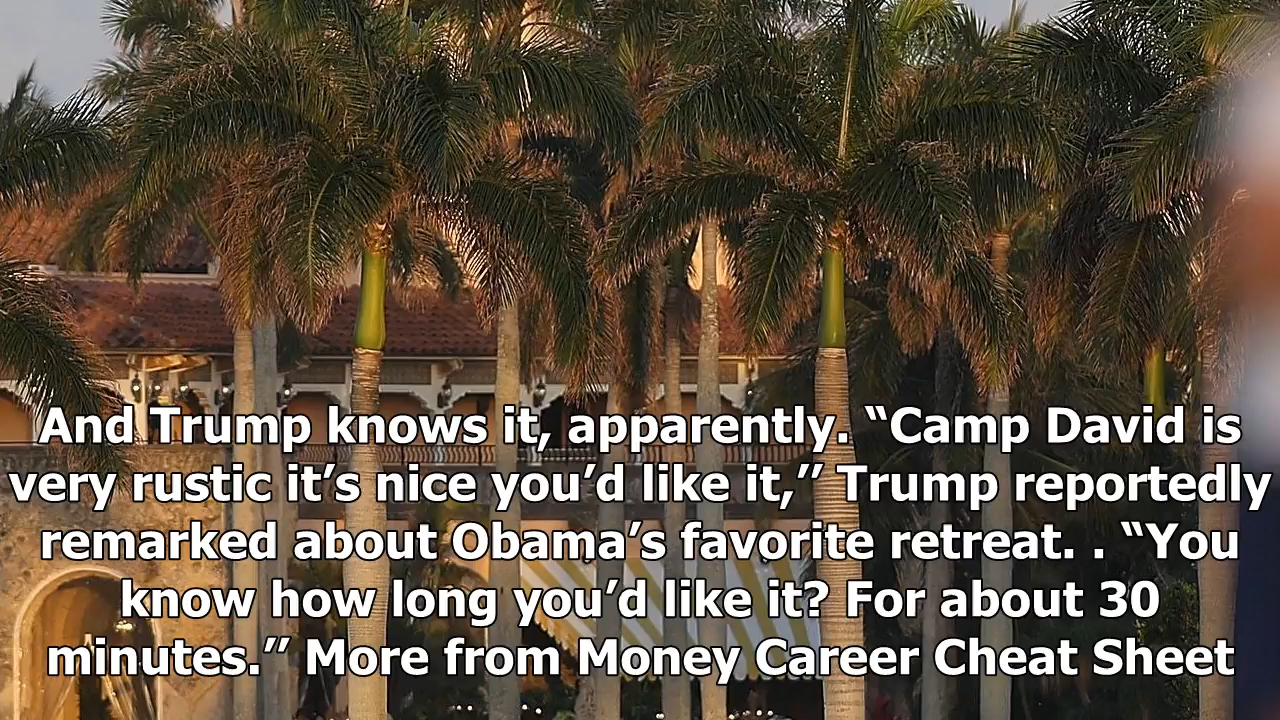 And Trump knows it, apparently. “Camp David is
very rustic it’s nice you’d like it,’’ Trump reportedly
remarked about Obama’s favorite retreat. . “You
know how long you’d like it? For about 30
minutes.” More from Money Career Cheat Sheet